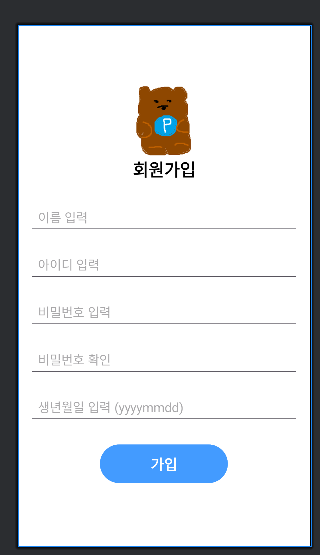 P
회원가입
이름 입력
아이디 입력
비밀번호 입력
비밀번호 확인
생년월일 입력 (yyyymmdd)
가입